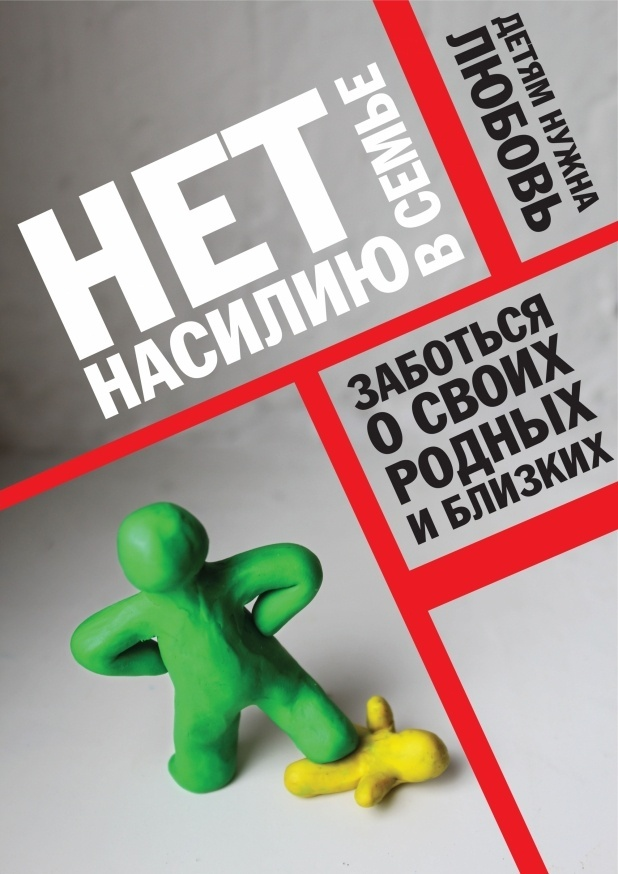 НЕТ
НАСИЛИЮ
В СЕМЬЕ
ДЕТЯМ НУЖНА
ЛЮБОВЬ
ЗАБОТЬСЯ
О СВОИХ
РОДНЫХ
И БЛИЗКИХ